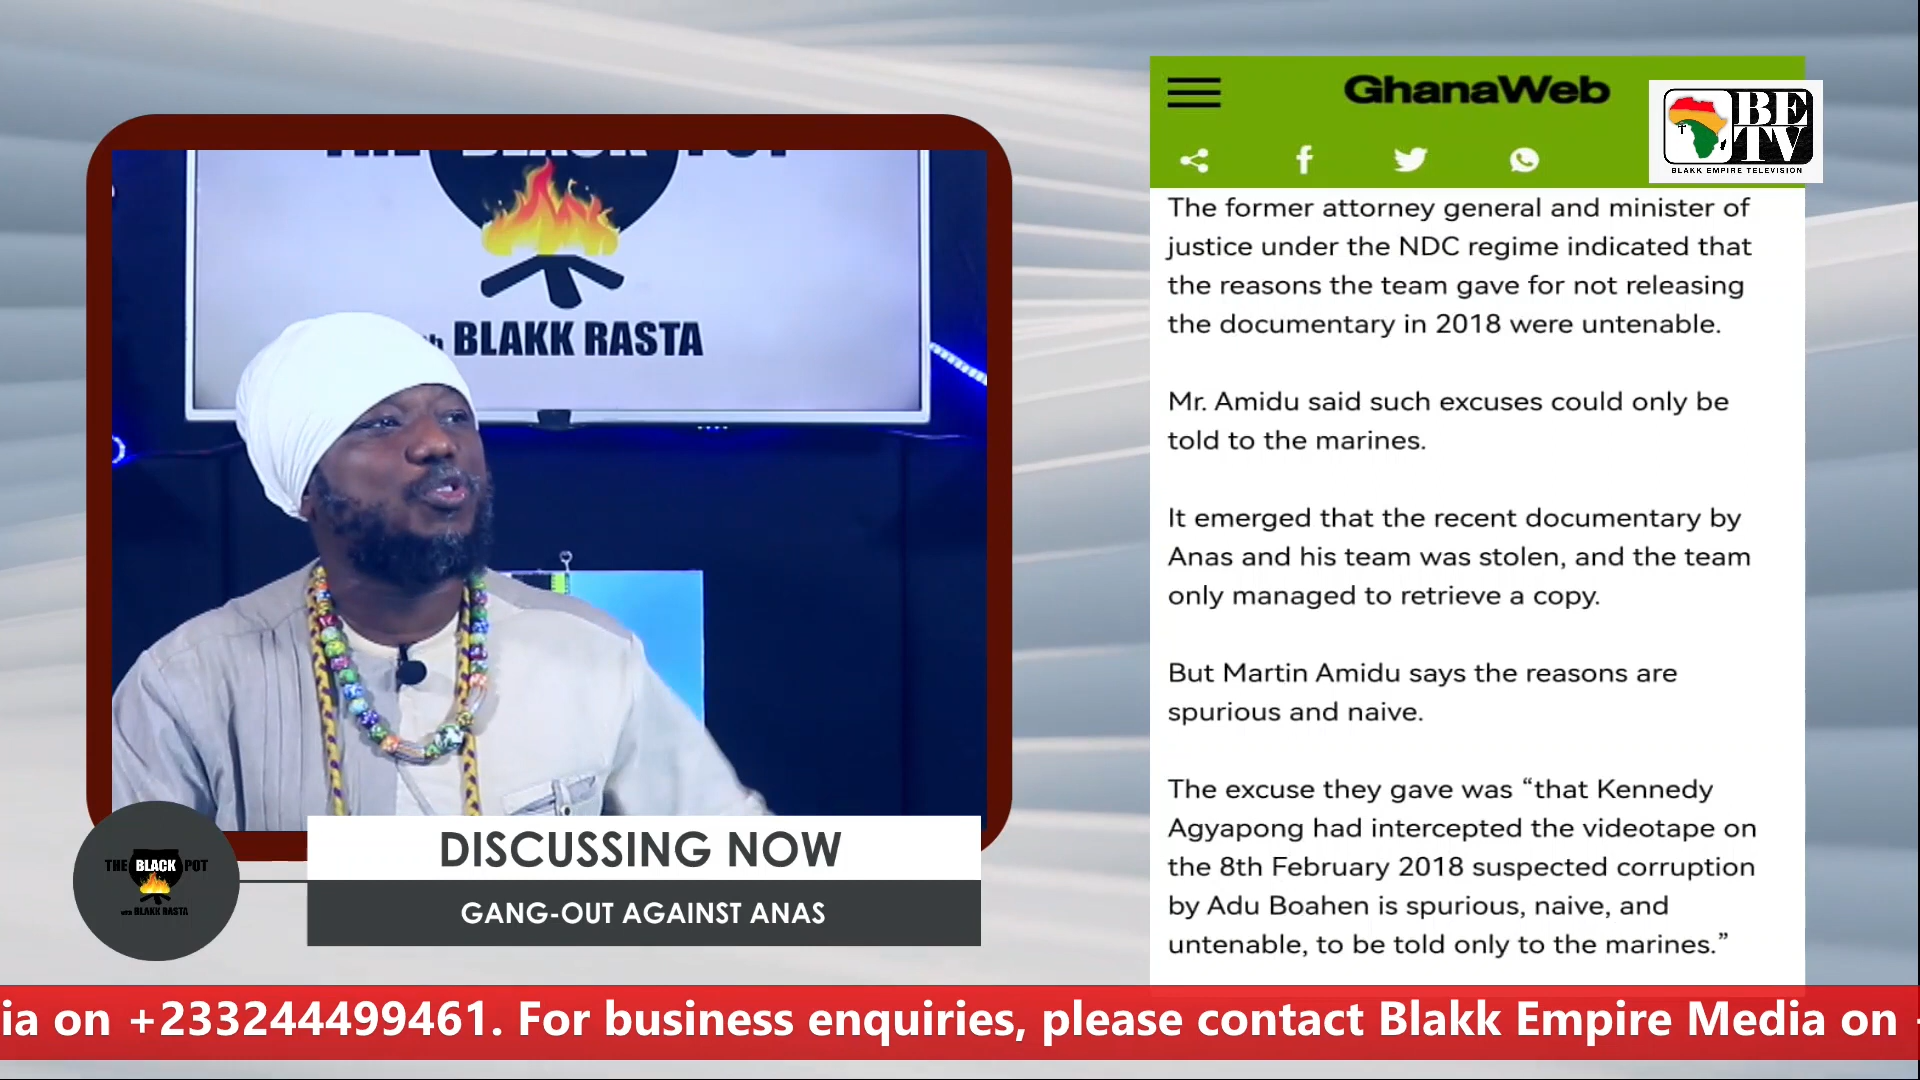 THE BLACK POT
with BLAKK RASTA
GhanaWeb
BE
TV
BLAKK EMPIRE TELEVISION
The former attorney general and minister of
justice under the NDC regime indicated that
the reasons the team gave for not releasing
the documentary in 2018 were untenable.
Mr. Amidu said such excuses could only be
told to the marines.
It emerged that the recent documentary by
Anas and his team was stolen, and the team
only managed to retrieve a copy.
But Martin Amidu says the reasons are
spurious and naive.
The excuse they gave was “that Kennedy
Agyapong had intercepted the videotape on
the 8th February 2018 suspected corruption
by Adu Boahen is spurious, naive, and
untenable, to be told only to the marines.”
THE BLACK POT
with BLAKK RASTA
DISCUSSING NOW
GANG-OUT AGAINST ANAS
ia on +233244499461. For business enquiries, please contact Blakk Empire Media on